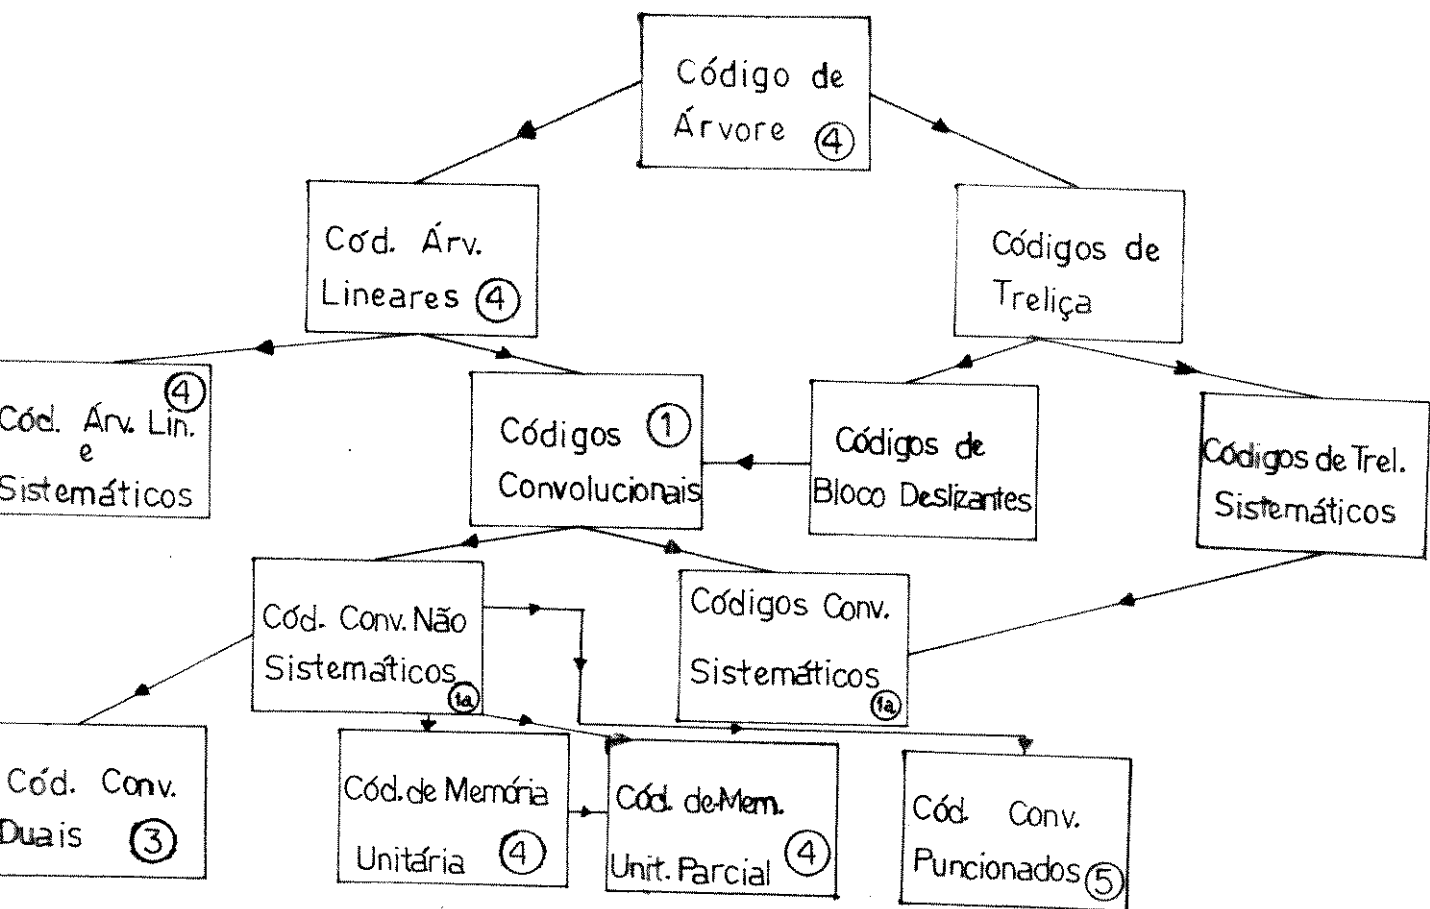 Código de
Árvore 4
Cód. Árv.
Lineares 4
Códigos de
Treliça
4
Cód. Árv. Lin.
e
Sistemáticos
Códigos 1
Convolucionais
Códigos de
Bloco Deslizantes
Códigos de Trel.
Sistemáticos
Cód. Conv. Não
Sistemáticos
1a
Códigos Conv.
Sistemáticos
1a
Cód. Conv.
Duais 3
Cód. de Memória
Unitária 4
Cód. de Mem.
Unit. Parcial 4
Cód. Conv.
Puncionados 5